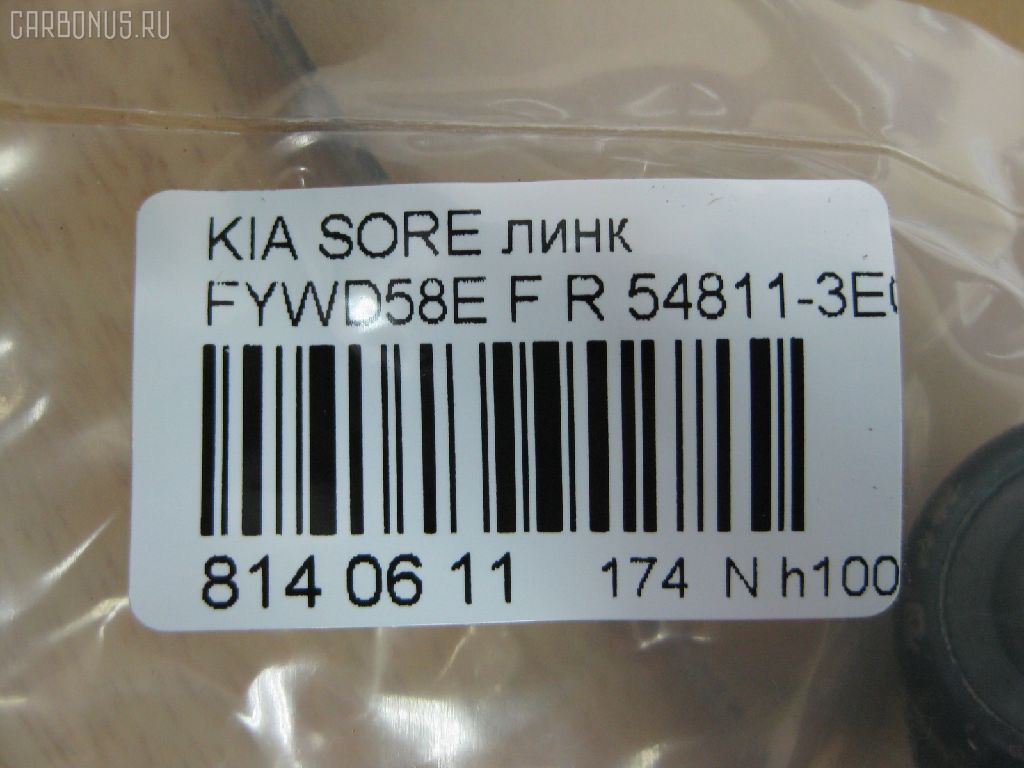 CARBONUS.RU
KIA SORE линк
FYWD58E F R 54811-3E
814 06 11 174 N h100